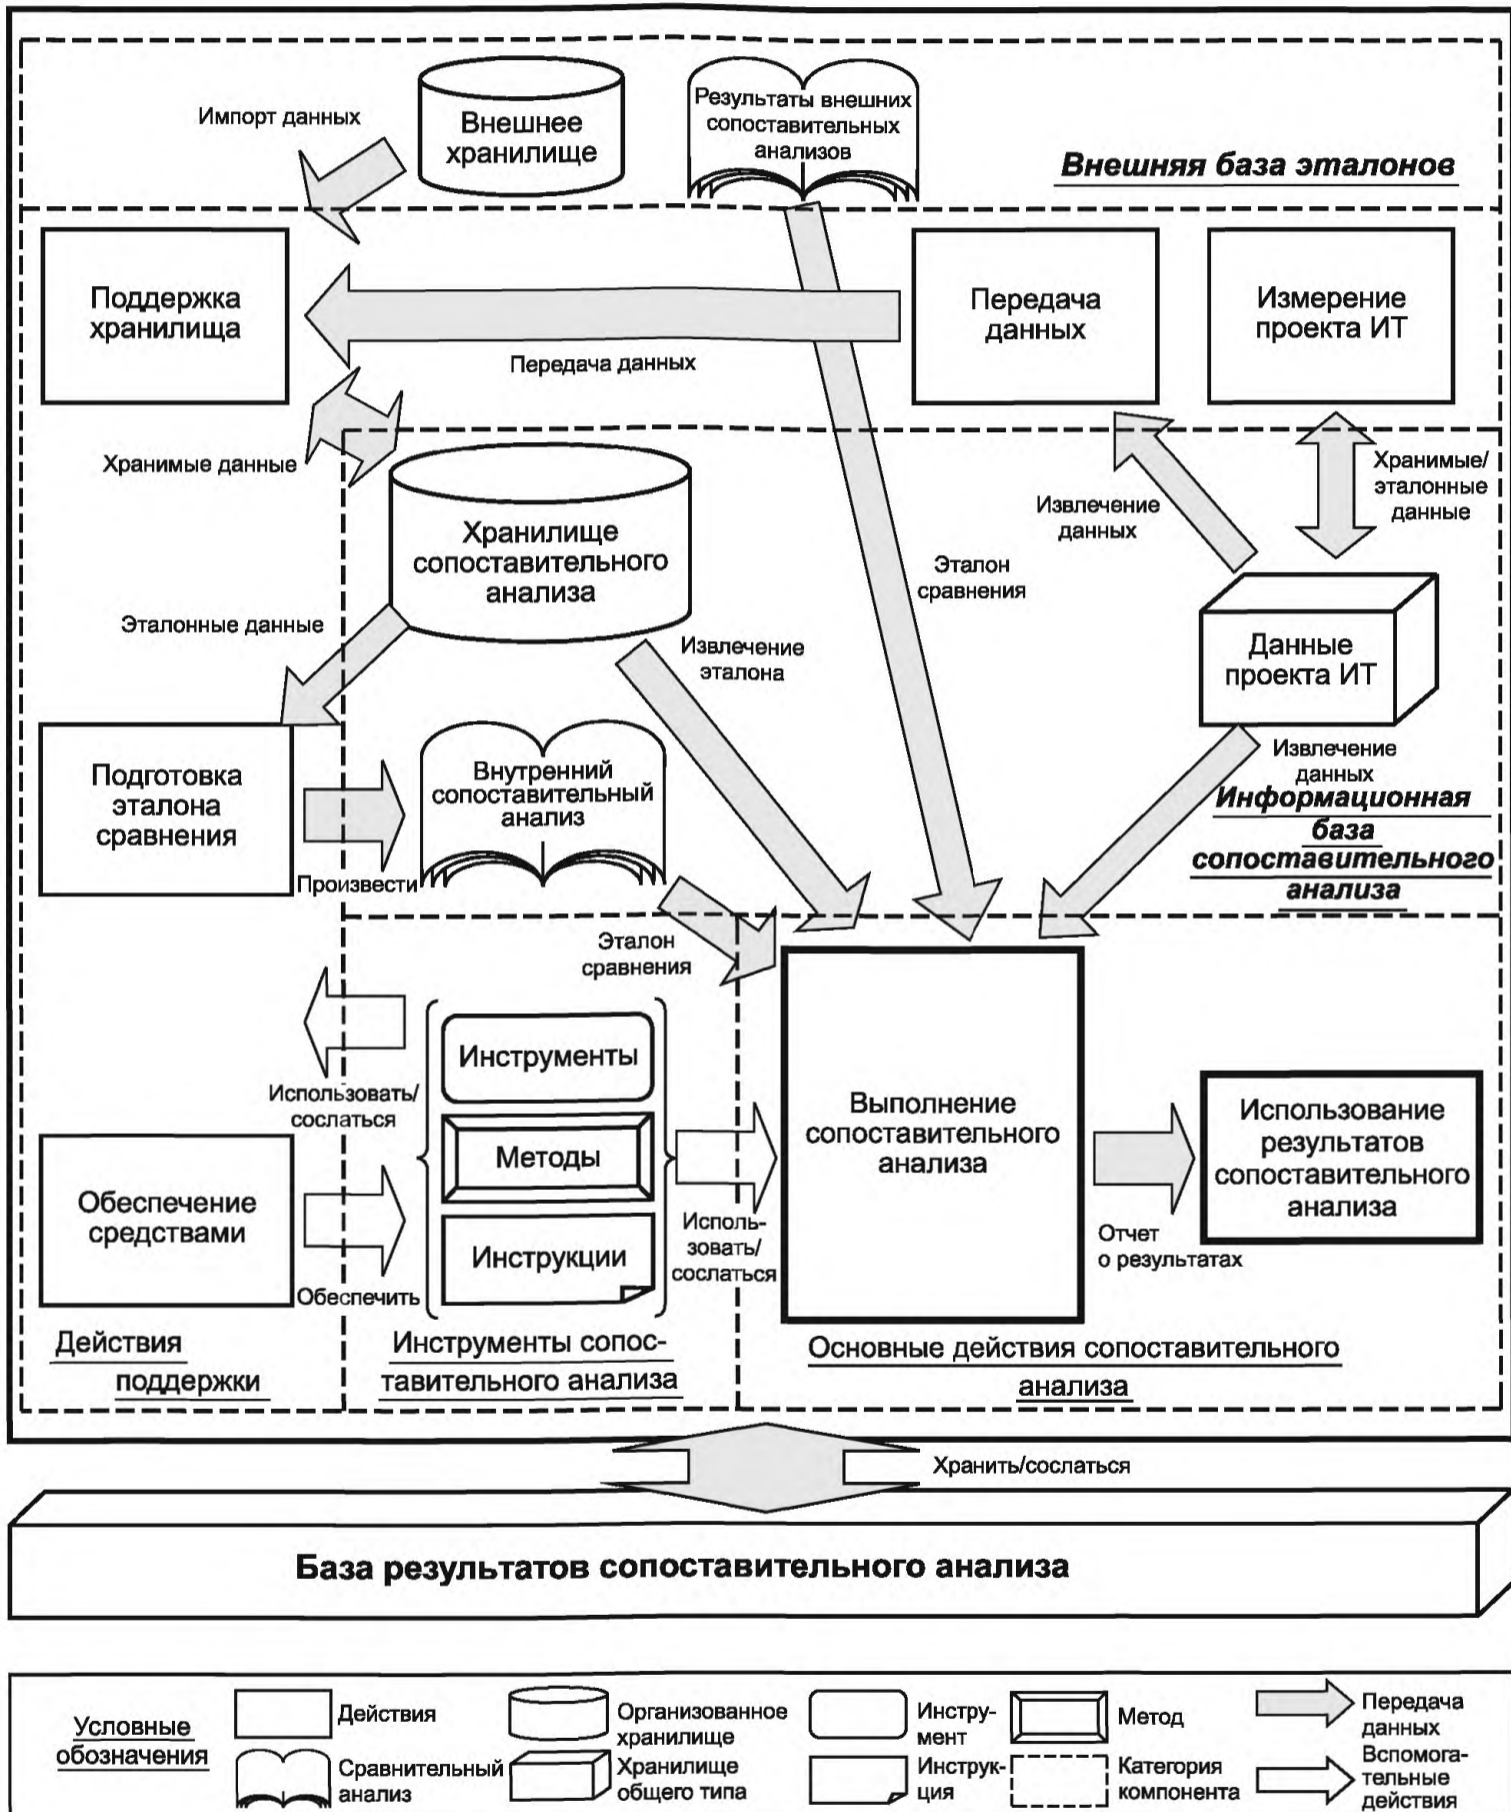 Импорт данных
Внешнее
хранилище
Результаты внешних
сопоставительных
анализов
Внешняя база эталонов
Поддержка
хранилища
Передача данных
Передача
данных
Измерение
проекта ИТ
Хранимые данные
Хранилище
сопоставительного
анализа
Извлечение
данных
Хранимые/
эталонные
данные
Эталон
сравнения
Эталонные данные
Извлечение
эталона
Данные
проекта ИТ
Подготовка
эталона
сравнения
Произвести
Внутренний
сопоставительный
анализ
Извлечение
данных
Информационная
база
сопоставительного
анализа
Эталон
сравнения
Использовать/
сослаться
Инструменты
Методы
Инструкции
Обеспечение
средствами
Обеспечить
Исполь-
зовать/
сослаться
Выполнение
сопоставительного
анализа
Отчет
о результатах
Использование
результатов
сопоставительного
анализа
Действия
поддержки
Инструменты сопос-
тавительного анализа
Основные действия сопоставительного
анализа
Хранить/сослаться
База результатов сопоставительного анализа
Условные
обозначения
Действия
Сравнительный
анализ
Организованное
хранилище
Хранилище
общего типа
Инстру-
мент
Инструк-
ция
Метод
Категория
компонента
Передача
данных
Вспомога-
тельные
действия